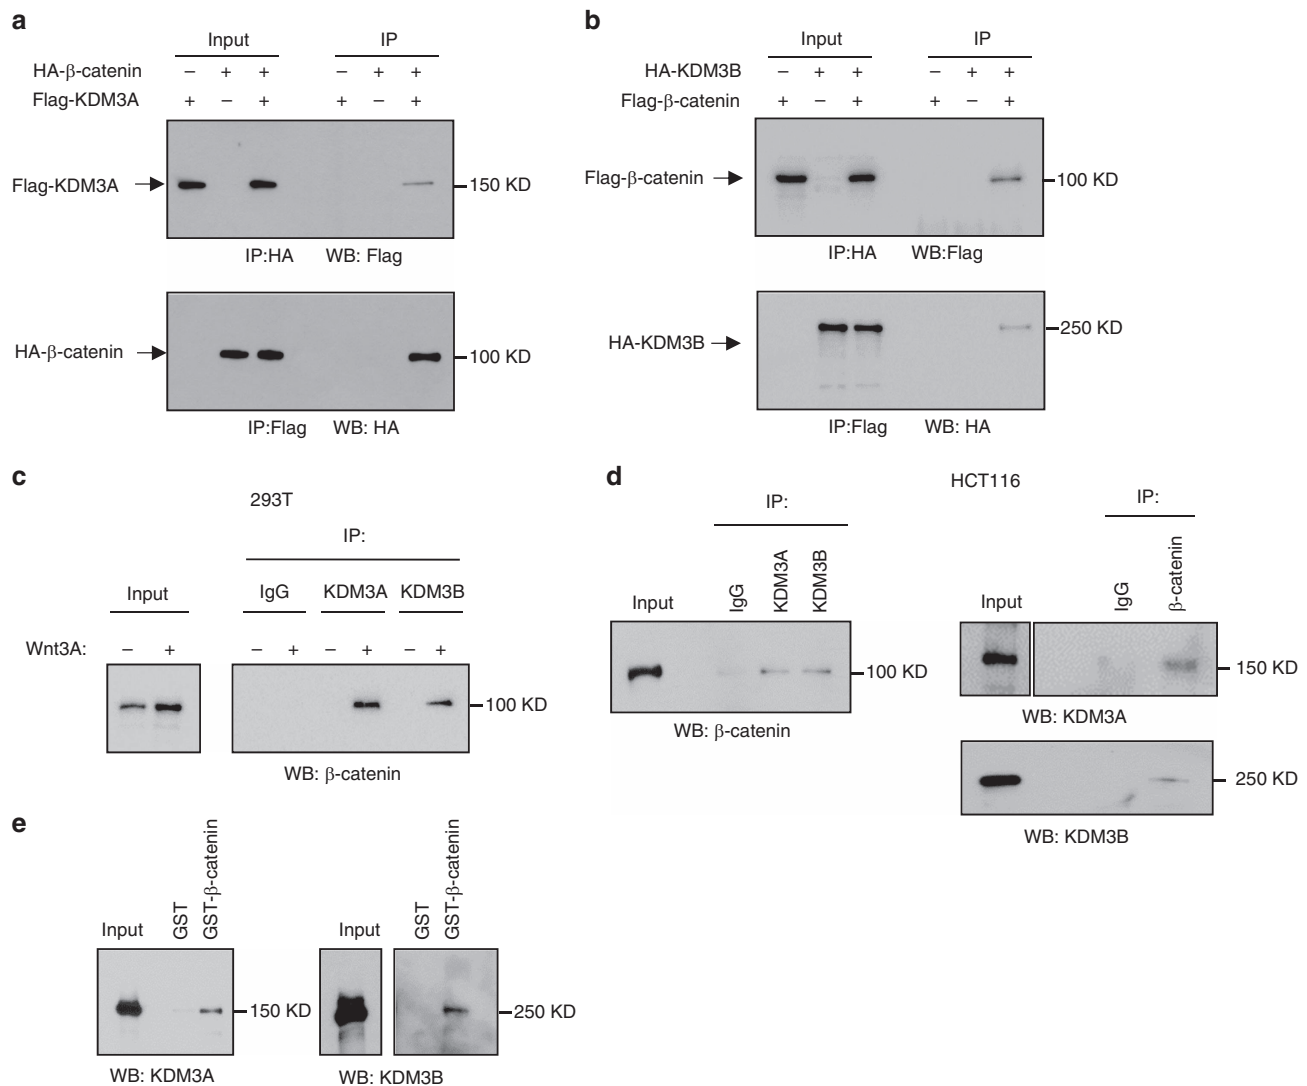 a
Input IP
HA-β-catenin – + + – + +
Flag-KDM3A + – + + – +
Flag-KDM3A 150 KD
IP:HA WB: Flag
HA-β-catenin 100 KD
IP:Flag WB: HA
b
Input IP
HA-KDM3B – + + – + +
Flag-β-catenin + – + + – +
Flag-β-catenin 100 KD
IP:HA WB:Flag
HA-KDM3B 250 KD
IP:Flag WB: HA
c
293T
IP:
Input IgG KDM3A KDM3B
Wnt3A: – + – + – + – +
100 KD
WB: β-catenin
d
HCT116
IP:
Input IgG KDM3A KDM3B
100 KD
WB: β-catenin
IP:
Input IgG β-catenin
150 KD
WB: KDM3A
250 KD
WB: KDM3B
e
Input GST GST-β-catenin
150 KD
WB: KDM3A
Input GST GST-β-catenin
250 KD
WB: KDM3B